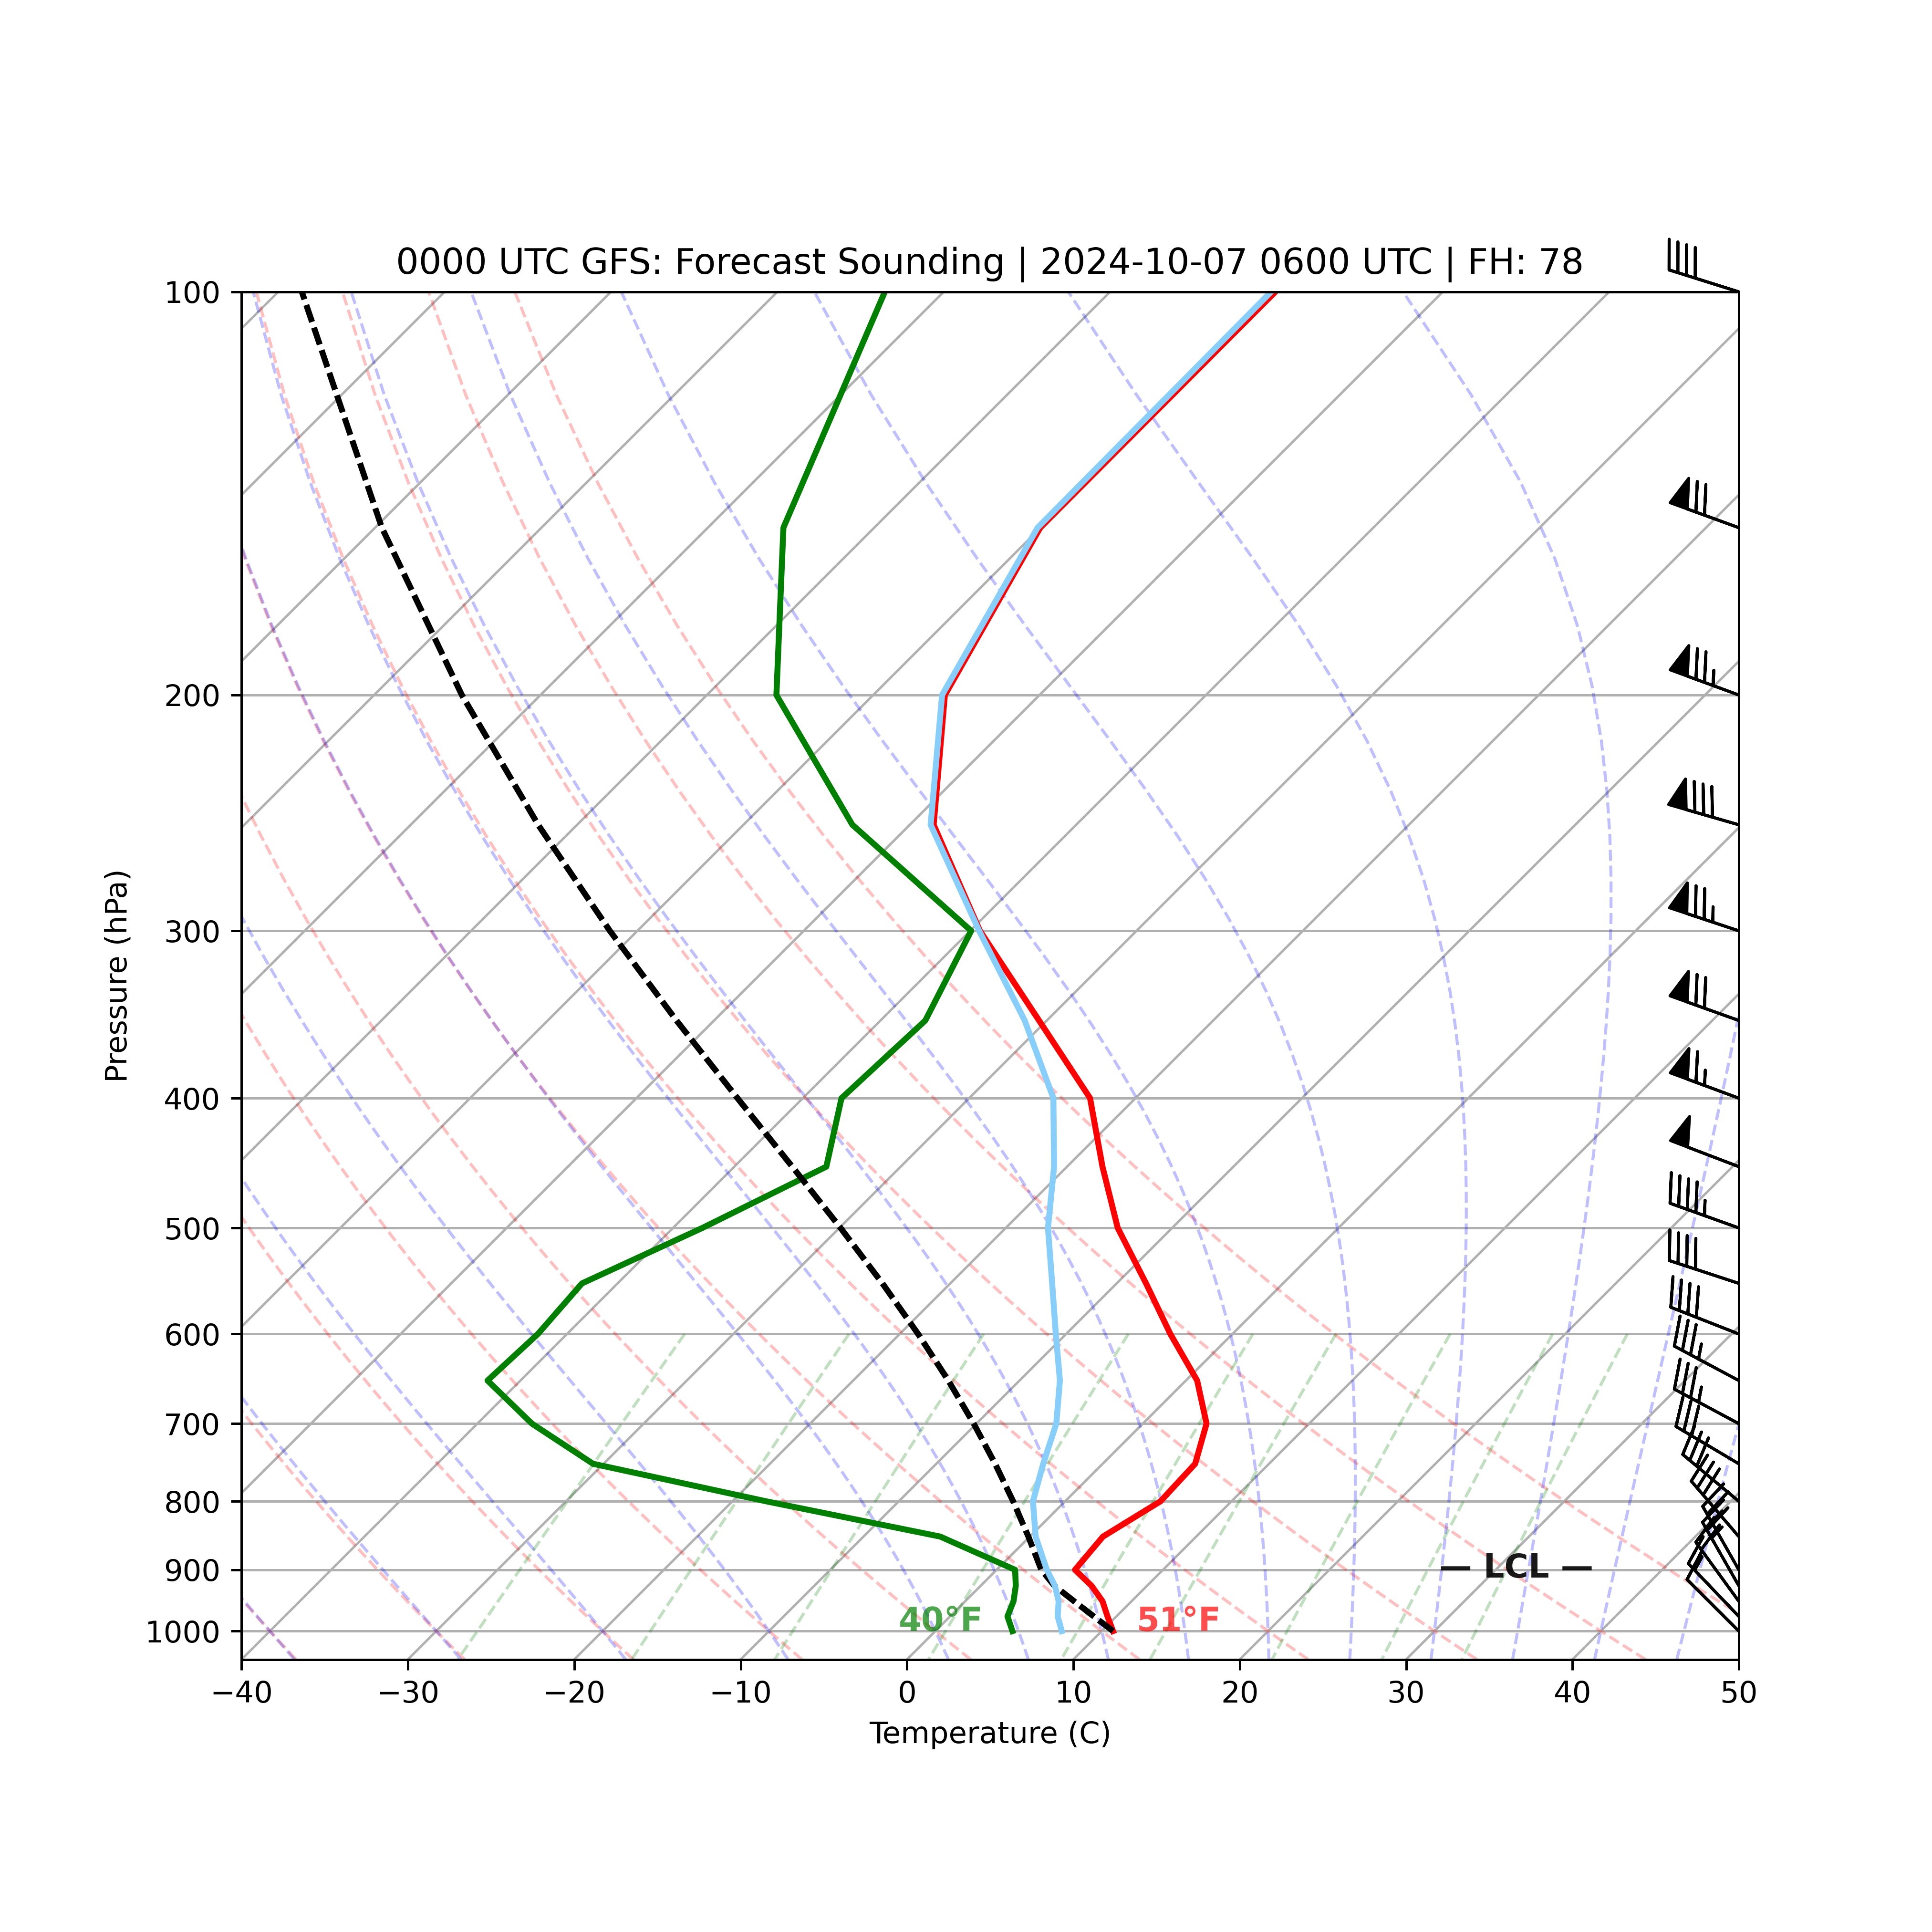 0000 UTC GFS: Forecast Sounding | 2024-10-07 0600 UTC | FH: 78
100
200
300
400
500
600
700
800
900
1000
Pressure (hPa)
— LCL —
40°F
51°F
−40 −30 −20 −10 0 10 20 30 40 50
Temperature (C)